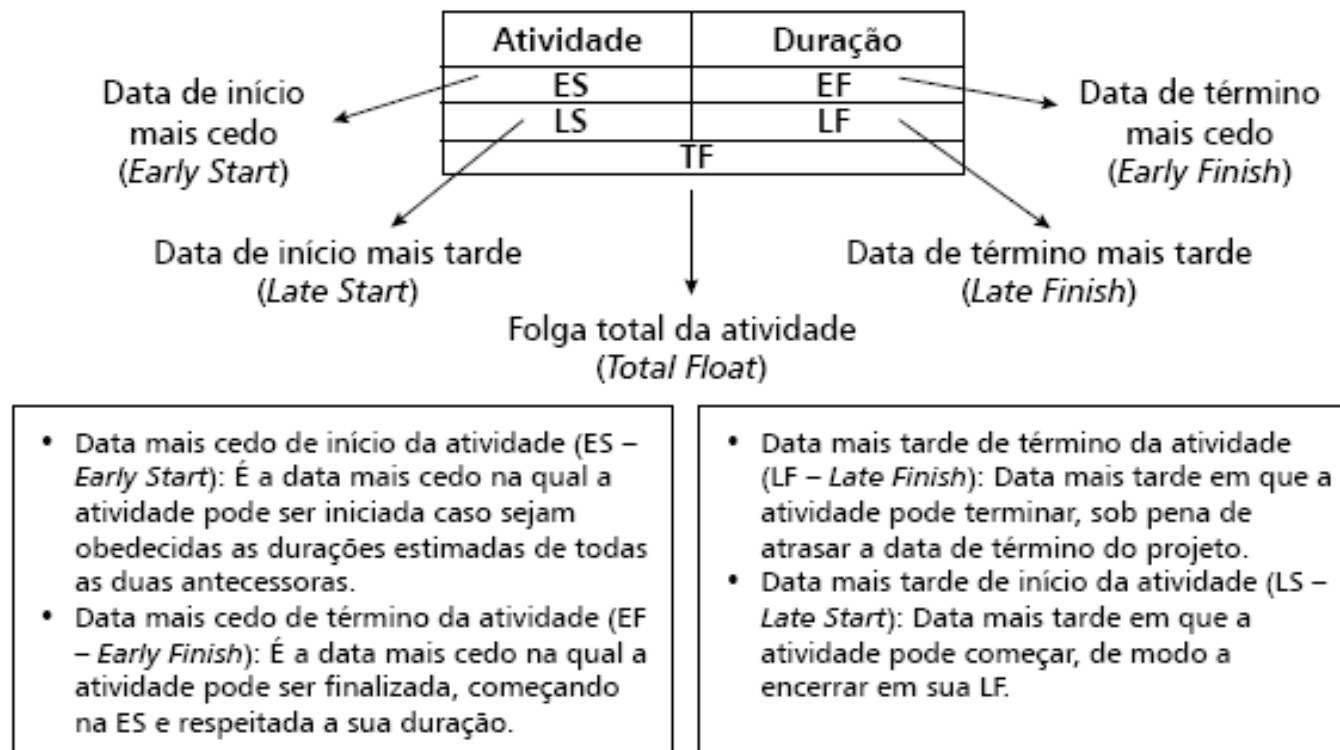 Atividade Duração
ES EF
LS LF
TF
Data de início
mais cedo
(Early Start)
Data de término
mais cedo
(Early Finish)
Data de início mais tarde
(Late Start)
Data de término mais tarde
(Late Finish)
Folga total da atividade
(Total Float)
• Data mais cedo de início da atividade (ES –
Early Start): É a data mais cedo na qual a
atividade pode ser iniciada caso sejam
obedecidas as durações estimadas de todas
as duas antecessoras.
• Data mais cedo de término da atividade (EF
– Early Finish): É a data mais cedo na qual a
atividade pode ser finalizada, começando
na ES e respeitada a sua duração.
• Data mais tarde de término da atividade
(LF – Late Finish): Data mais tarde em que a
atividade pode terminar, sob pena de
atrasar a data de término do projeto.
• Data mais tarde de início da atividade (LS –
Late Start): Data mais tarde em que a
atividade pode começar, de modo a
encerrar em sua LF.